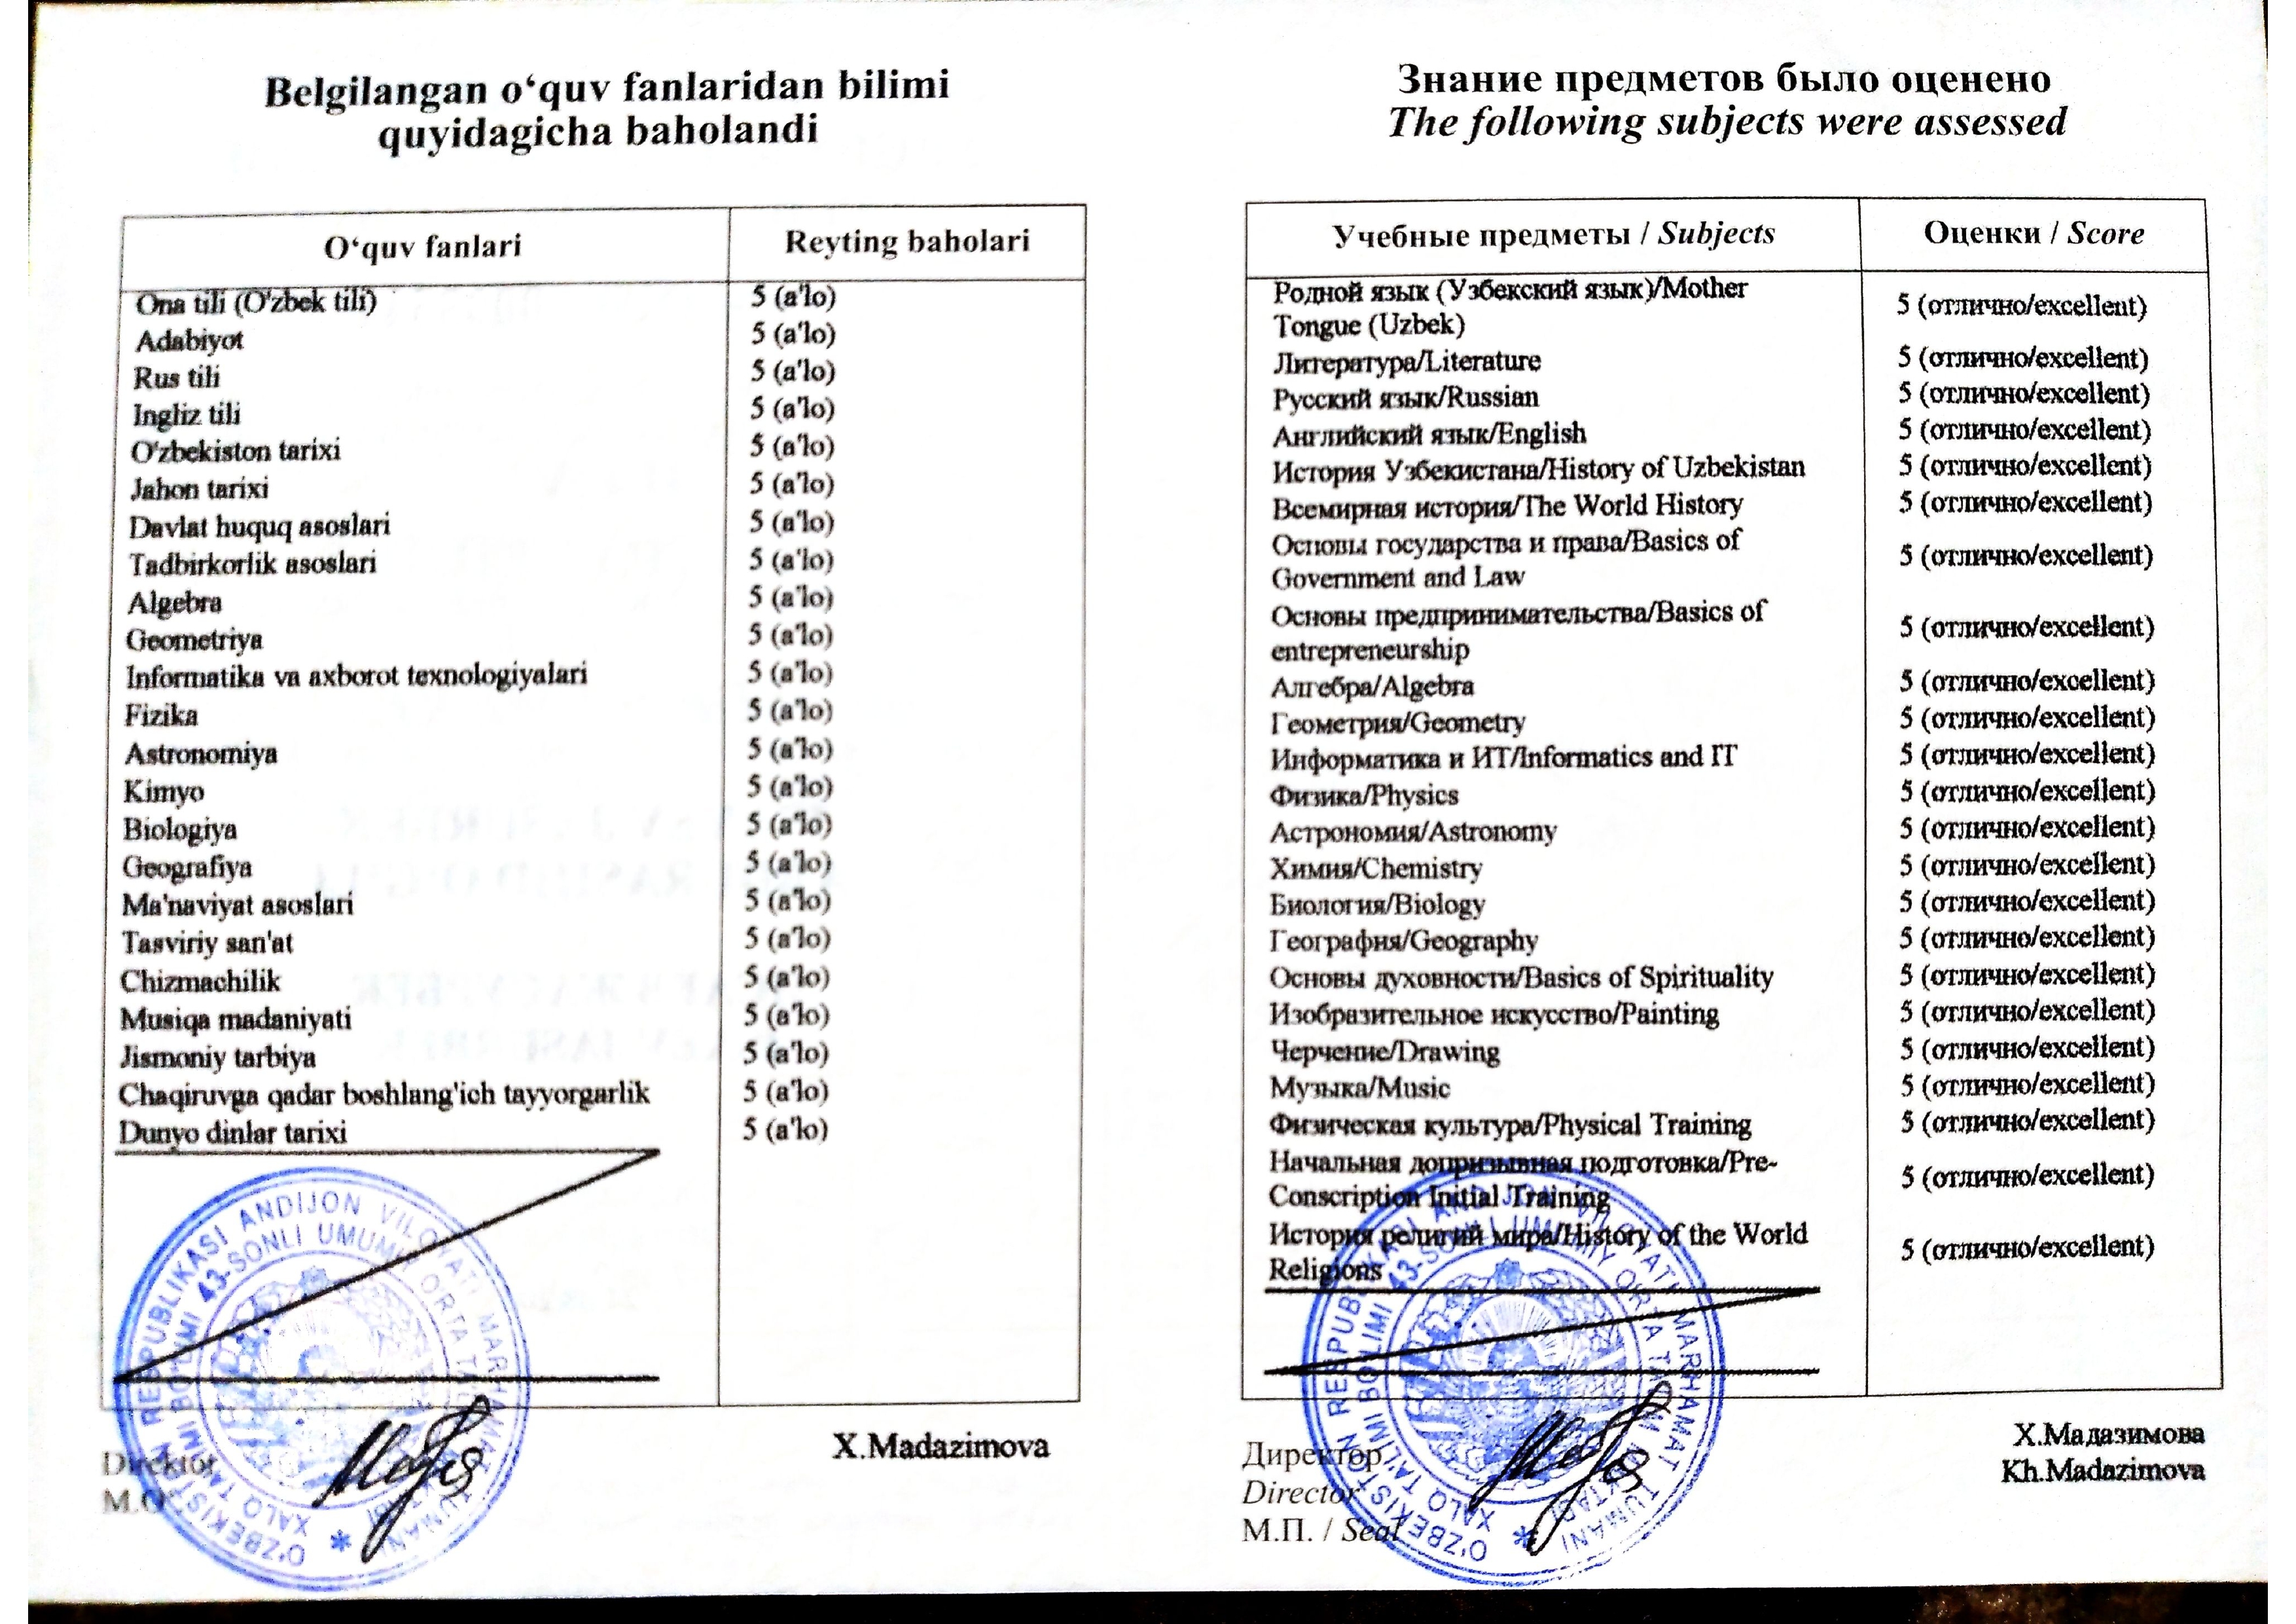 Belgilangan o‘quv fanlaridan bilimi
quyidagicha baholandi
O‘quv fanlari Reyting baholari
Ona tili (O'zbek tili) 5 (a'lo)
Adabiyot 5 (a'lo)
Rus tili 5 (a'lo)
Ingliz tili 5 (a'lo)
O'zbekiston tarixi 5 (a'lo)
Jahon tarixi 5 (a'lo)
Davlat huquq asoslari 5 (a'lo)
Tadbirkorlik asoslari 5 (a'lo)
Algebra 5 (a'lo)
Geometriya 5 (a'lo)
Informatika va axborot texnologiyalari 5 (a'lo)
Fizika 5 (a'lo)
Astronomiya 5 (a'lo)
Kimyo 5 (a'lo)
Biologiya 5 (a'lo)
Geografiya 5 (a'lo)
Ma'naviyat asoslari 5 (a'lo)
Tasviriy san'at 5 (a'lo)
Chizmachilik 5 (a'lo)
Musiqa madaniyati 5 (a'lo)
Jismoniy tarbiya 5 (a'lo)
Chaqiruvga qadar boshlang'ich tayyorgarlik 5 (a'lo)
Dunyo dinlar tarixi 5 (a'lo)
Direktor X.Madazimova
M.O‘
O'ZBEKISTON RESPUBLIKASI ANDIJON VILOYATI MARHAMAT TUMANI
XALQ TA'LIMI BO'LIMI 43-SONLI UMUMIY O'RTA TA'LIM MAKTABI
Знание предметов было оценено
The following subjects were assessed
Учебные предметы / Subjects Оценки / Score
Родной язык (Узбекский язык)/Mother
Tongue (Uzbek) 5 (отлично/excellent)
Литература/Literature 5 (отлично/excellent)
Русский язык/Russian 5 (отлично/excellent)
Английский язык/English 5 (отлично/excellent)
История Узбекистана/History of Uzbekistan 5 (отлично/excellent)
Всемирная история/The World History 5 (отлично/excellent)
Основы государства и права/Basics of
Government and Law 5 (отлично/excellent)
Основы предпринимательства/Basics of
entrepreneurship 5 (отлично/excellent)
Алгебра/Algebra 5 (отлично/excellent)
Геометрия/Geometry 5 (отлично/excellent)
Информатика и ИТ/Informatics and IT 5 (отлично/excellent)
Физика/Physics 5 (отлично/excellent)
Астрономия/Astronomy 5 (отлично/excellent)
Химия/Chemistry 5 (отлично/excellent)
Биология/Biology 5 (отлично/excellent)
География/Geography 5 (отлично/excellent)
Основы духовности/Basics of Spirituality 5 (отлично/excellent)
Изобразительное искусство/Painting 5 (отлично/excellent)
Черчение/Drawing 5 (отлично/excellent)
Музыка/Music 5 (отлично/excellent)
Физическая культура/Physical Training 5 (отлично/excellent)
Начальная допризывная подготовка/Pre-
Conscription Initial Training 5 (отлично/excellent)
История религий мира/History of the World
Religions 5 (отлично/excellent)
Директор Х.Мадазимова
Director Kh.Madazimova
М.П. / Seal
O'ZBEKISTON RESPUBLIKASI ANDIJON VILOYATI MARHAMAT TUMANI
XALQ TA'LIMI BO'LIMI 43-SONLI UMUMIY O'RTA TA'LIM MAKTABI